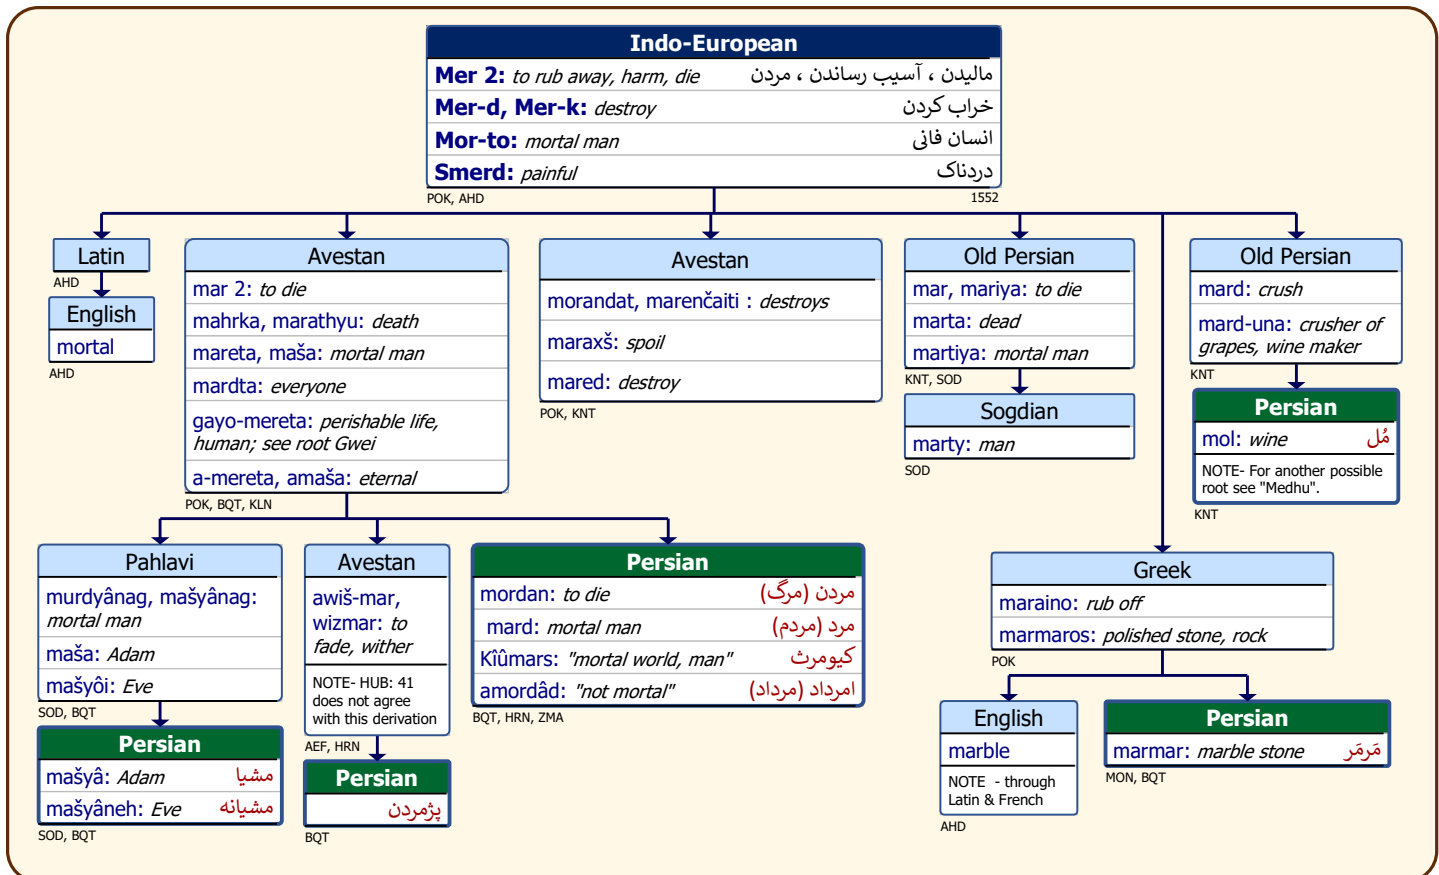 Indo-European
Mer 2: to rub away, harm, die مالیدن ، آسیب رساندن ، مردن
Mer-d, Mer-k: destroy خراب کردن
Mor-to: mortal man انسان فانی
Smerd: painful دردناک
POK, AHD 1552
Latin
AHD
English
mortal
AHD
Avestan
mar 2: to die
mahrka, marathyu: death
mareta, maša: mortal man
mardta: everyone
gayo-mereta: perishable life,
human; see root Gwei
a-mereta, amaša: eternal
POK, BQT, KLN
Avestan
morandat, marenčaiti : destroys
maraxš: spoil
mared: destroy
POK, KNT
Old Persian
mar, mariya: to die
marta: dead
martiya: mortal man
KNT, SOD
Sogdian
marty: man
SOD
Old Persian
mard: crush
mard-una: crusher of
grapes, wine maker
KNT
Persian
mol: wine مُل
NOTE- For another possible
root see "Medhu".
KNT
Pahlavi
murdyânag, mašyânag:
mortal man
maša: Adam
mašyôi: Eve
SOD, BQT
Persian
mašyâ: Adam مشیا
mašyâneh: Eve مشیانه
SOD, BQT
Avestan
awiš-mar,
wizmar: to
fade, wither
NOTE- HUB: 41
does not agree
with this derivation
AEF, HRN
Persian
پژمردن
BQT
Persian
mordan: to die مردن (مرگ)
mard: mortal man مرد (مردم)
Kîûmars: "mortal world, man" کیومرث
amordâd: "not mortal" امرداد (مرداد)
BQT, HRN, ZMA
Greek
maraino: rub off
marmaros: polished stone, rock
POK
English
marble
NOTE - through
Latin & French
AHD
Persian
marmar: marble stone مَرمَر
MON, BQT